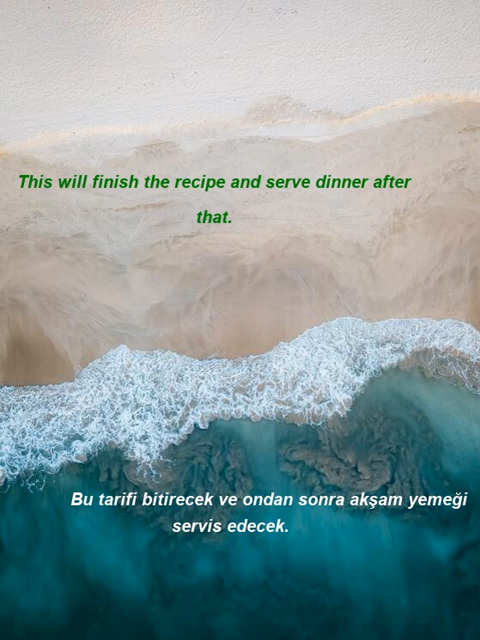 This will finish the recipe and serve dinner after
that.
Bu tarifi bitirecek ve ondan sonra akşam yemeği
servis edecek.